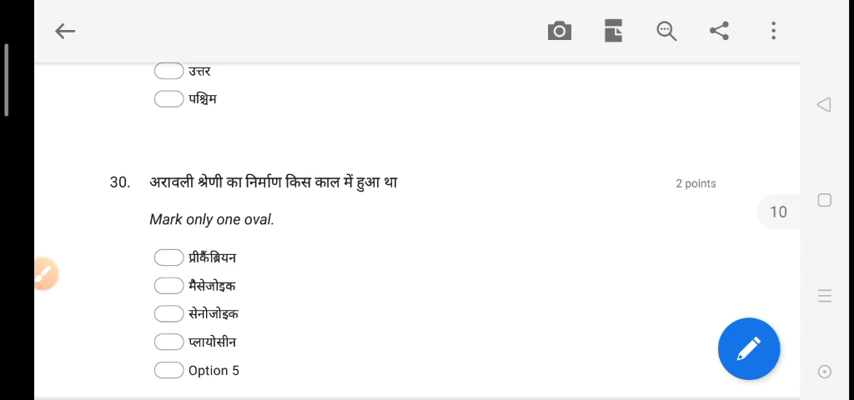 उत्तर
पश्चिम
30. अरावली श्रेणी का निर्माण किस काल में हुआ था 2 points
10
Mark only one oval.
प्रीकैंब्रियन
मैसेजोइक
सेनोजोइक
प्लायोसीन
Option 5